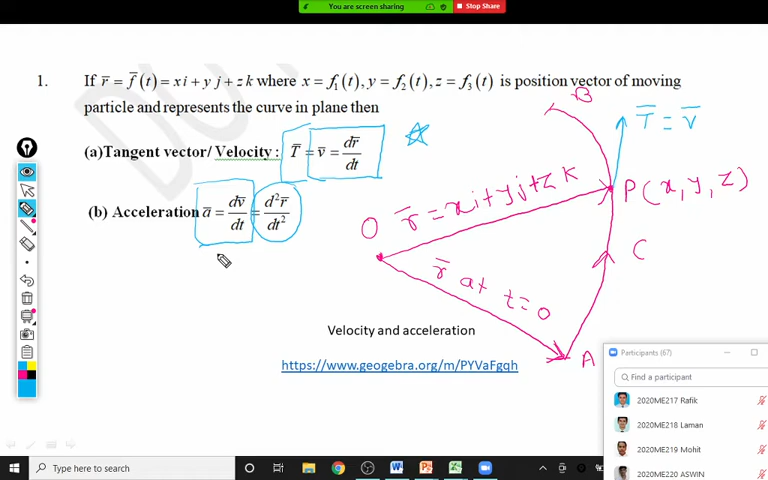 You are screen sharing
Stop Share
1. If r̄ = f̄(t) = x i + y j + z k where x = f₁(t), y = f₂(t), z = f₃(t) is position vector of moving
particle and represents the curve in plane then
(a)Tangent vector/ Velocity : T̄ = v̄ = dr̄/dt
(b) Acceleration ā = dv̄/dt = d²r̄/dt²
B
T̄ = v̄
P(x, y, z)
r̄ = xi+yj+zk
O
C
r̄ at t=0
A
Velocity and acceleration
https://www.geogebra.org/m/PYVaFgqh
Participants (67)
Find a participant
2020ME217 Rafik
2020ME218 Laman
2020ME219 Mohit
2020ME220 ASWIN
Type here to search